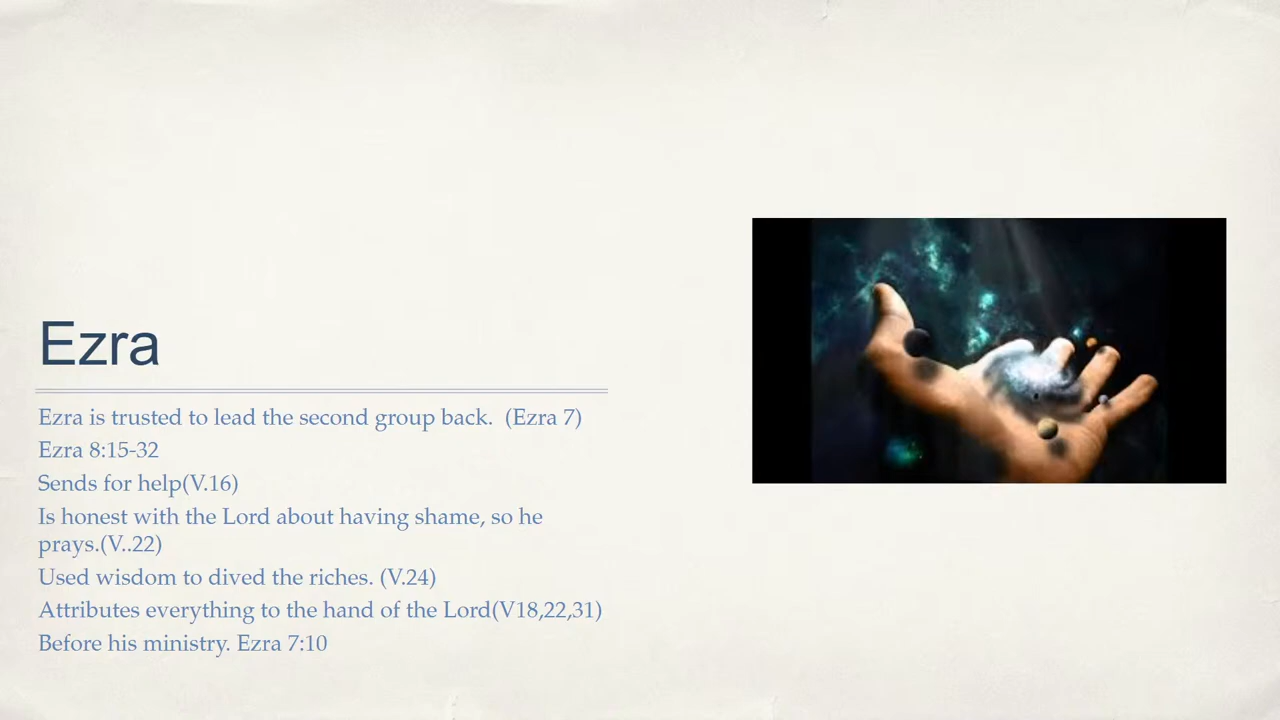 Ezra
Ezra is trusted to lead the second group back.  (Ezra 7)
Ezra 8:15-32
Sends for help(V.16)
Is honest with the Lord about having shame, so he
prays.(V..22)
Used wisdom to dived the riches. (V.24)
Attributes everything to the hand of the Lord(V18,22,31)
Before his ministry. Ezra 7:10